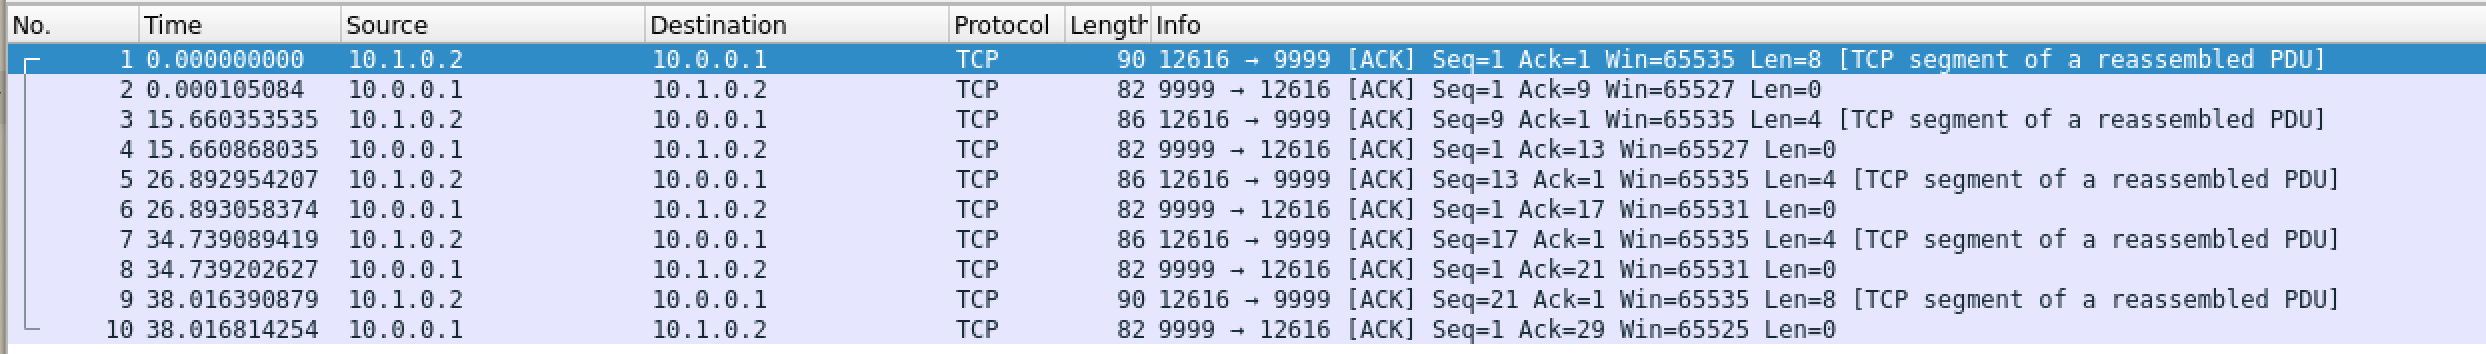 No. Time Source Destination Protocol Length Info
1 0.000000000 10.1.0.2 10.0.0.1 TCP 90 12616 → 9999 [ACK] Seq=1 Ack=1 Win=65535 Len=8 [TCP segment of a reassembled PDU]
2 0.000105084 10.0.0.1 10.1.0.2 TCP 82 9999 → 12616 [ACK] Seq=1 Ack=9 Win=65527 Len=0
3 15.660353535 10.1.0.2 10.0.0.1 TCP 86 12616 → 9999 [ACK] Seq=9 Ack=1 Win=65535 Len=4 [TCP segment of a reassembled PDU]
4 15.660868035 10.0.0.1 10.1.0.2 TCP 82 9999 → 12616 [ACK] Seq=1 Ack=13 Win=65527 Len=0
5 26.892954207 10.1.0.2 10.0.0.1 TCP 86 12616 → 9999 [ACK] Seq=13 Ack=1 Win=65535 Len=4 [TCP segment of a reassembled PDU]
6 26.893058374 10.0.0.1 10.1.0.2 TCP 82 9999 → 12616 [ACK] Seq=1 Ack=17 Win=65531 Len=0
7 34.739089419 10.1.0.2 10.0.0.1 TCP 86 12616 → 9999 [ACK] Seq=17 Ack=1 Win=65535 Len=4 [TCP segment of a reassembled PDU]
8 34.739202627 10.0.0.1 10.1.0.2 TCP 82 9999 → 12616 [ACK] Seq=1 Ack=21 Win=65531 Len=0
9 38.016390879 10.1.0.2 10.0.0.1 TCP 90 12616 → 9999 [ACK] Seq=21 Ack=1 Win=65535 Len=8 [TCP segment of a reassembled PDU]
10 38.016814254 10.0.0.1 10.1.0.2 TCP 82 9999 → 12616 [ACK] Seq=1 Ack=29 Win=65525 Len=0